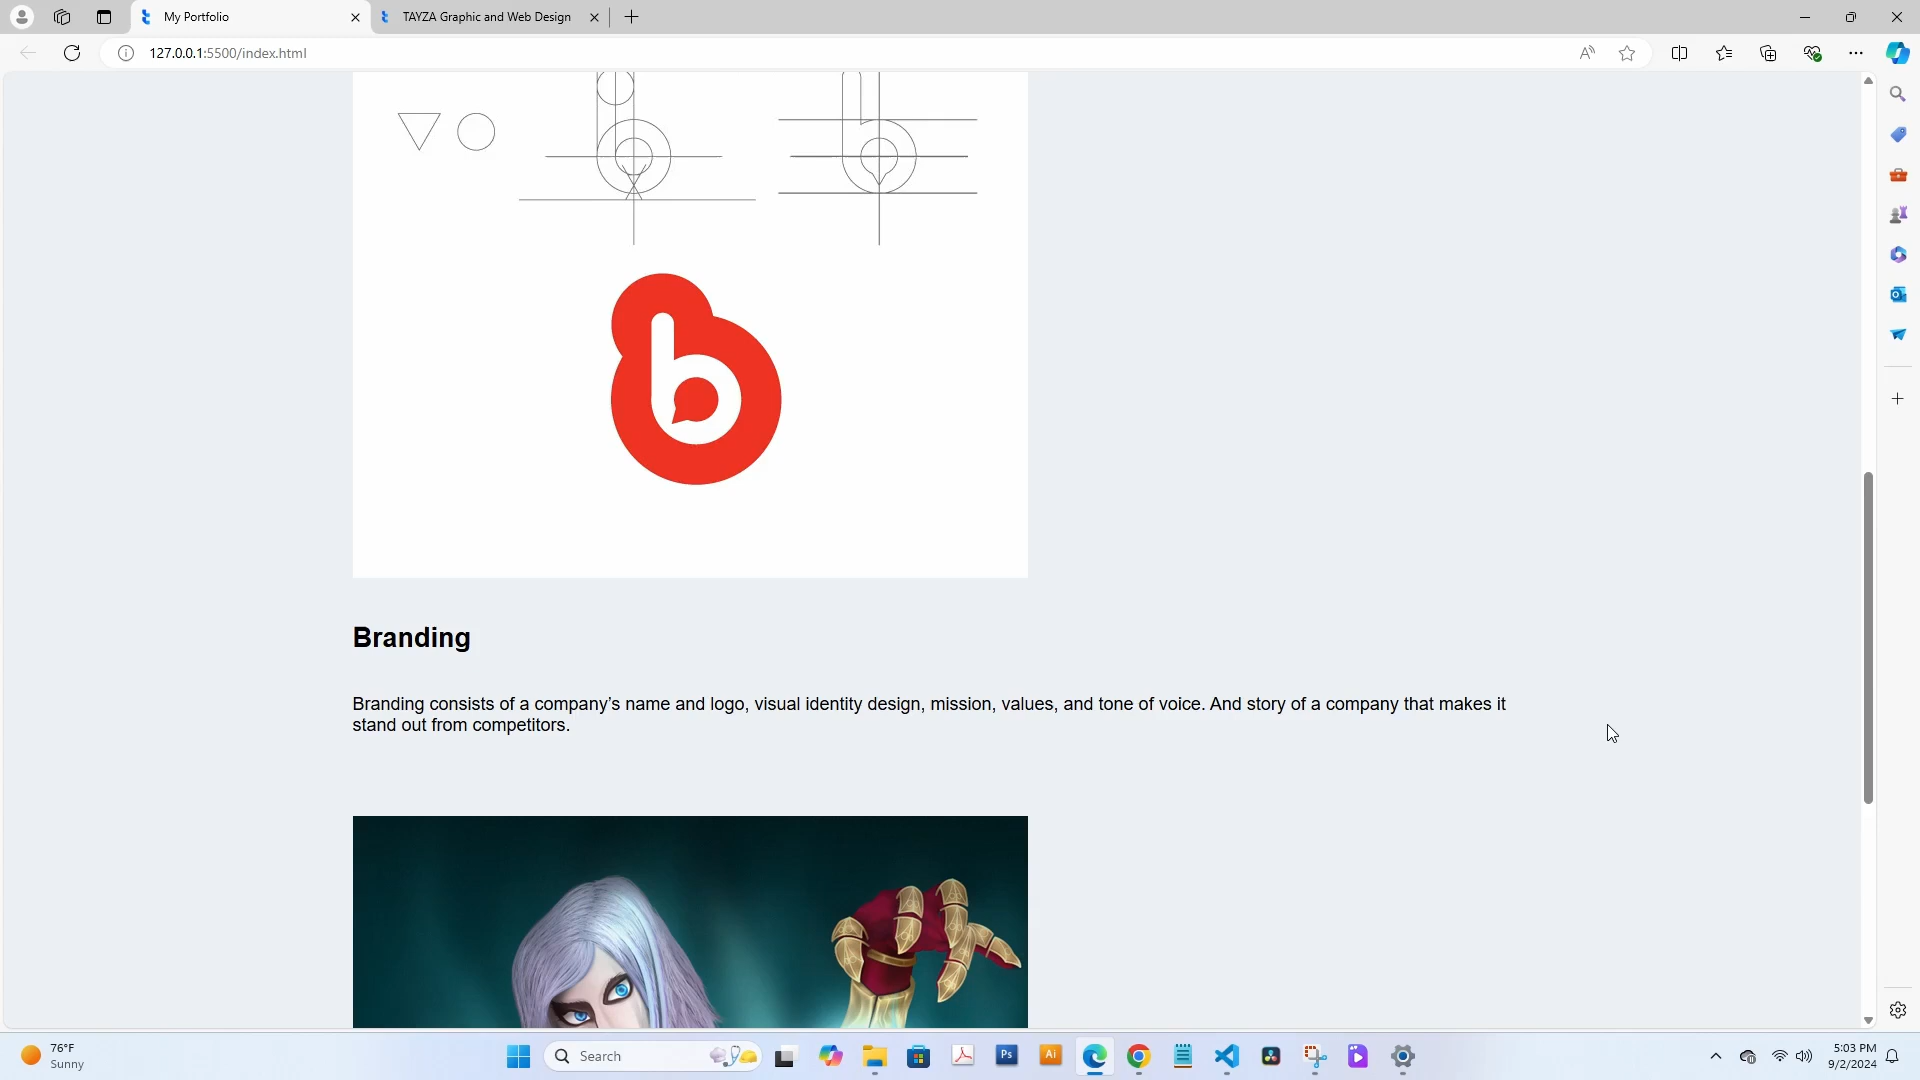 My Portfolio
TAYZA Graphic and Web Design
127.0.0.1:5500/index.html
b
Branding
Branding consists of a company’s name and logo, visual identity design, mission, values, and tone of voice. And story of a company that makes it
stand out from competitors.
76°F
Sunny
Search
Ps
Ai
5:03 PM
9/2/2024